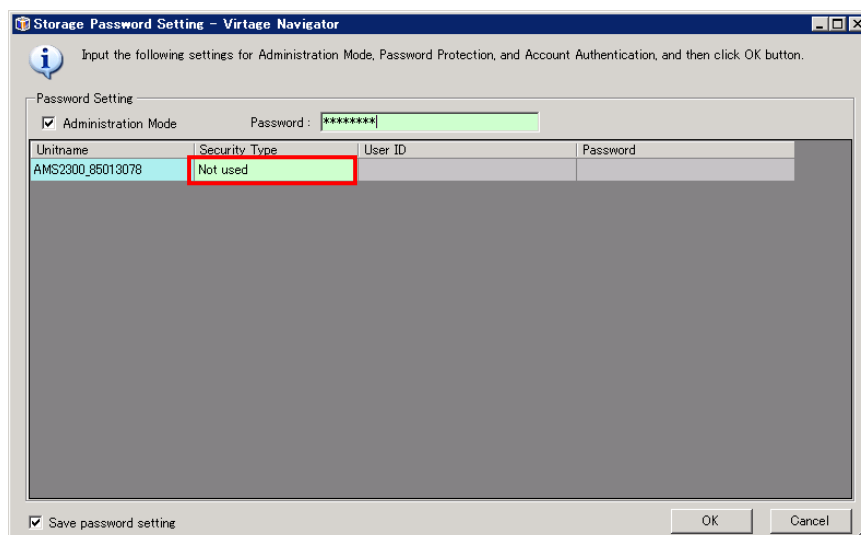 Storage Password Setting - Virtage Navigator
Input the following settings for Administration Mode, Password Protection, and Account Authentication, and then click OK button.
Password Setting
Administration Mode Password : ********
Unitname Security Type User ID Password
AMS2300_85013078 Not used
Save password setting OK Cancel